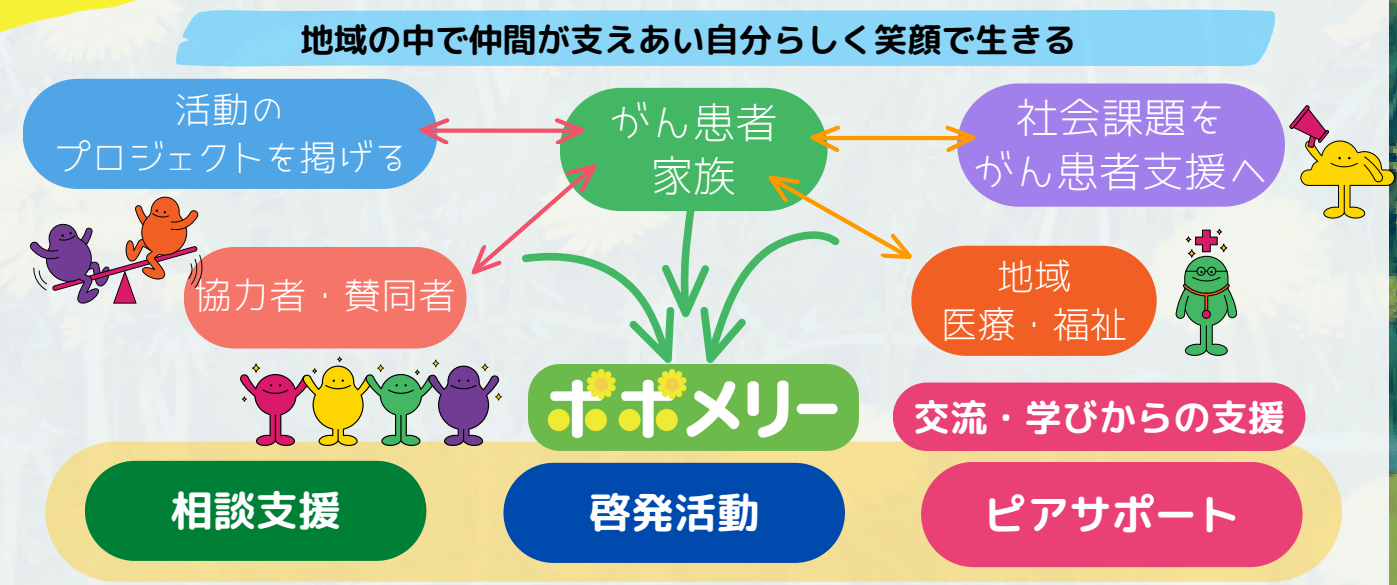 地域の中で仲間が支えあい自分らしく笑顔で生きる
活動の
プロジェクトを掲げる
がん患者
家族
社会課題を
がん患者支援へ
協力者・賛同者
地域
医療・福祉
ポポメリー
交流・学びからの支援
相談支援
啓発活動
ピアサポート